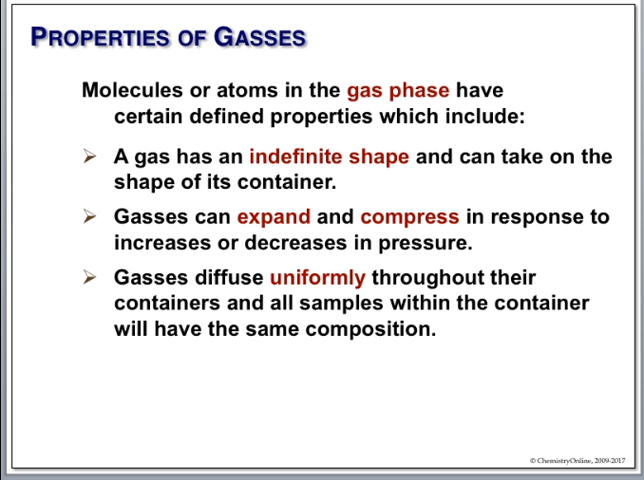 PROPERTIES OF GASSES
Molecules or atoms in the gas phase have
certain defined properties which include:
A gas has an indefinite shape and can take on the
shape of its container.
Gasses can expand and compress in response to
increases or decreases in pressure.
Gasses diffuse uniformly throughout their
containers and all samples within the container
will have the same composition.
© ChemistryOnline, 2009-2017